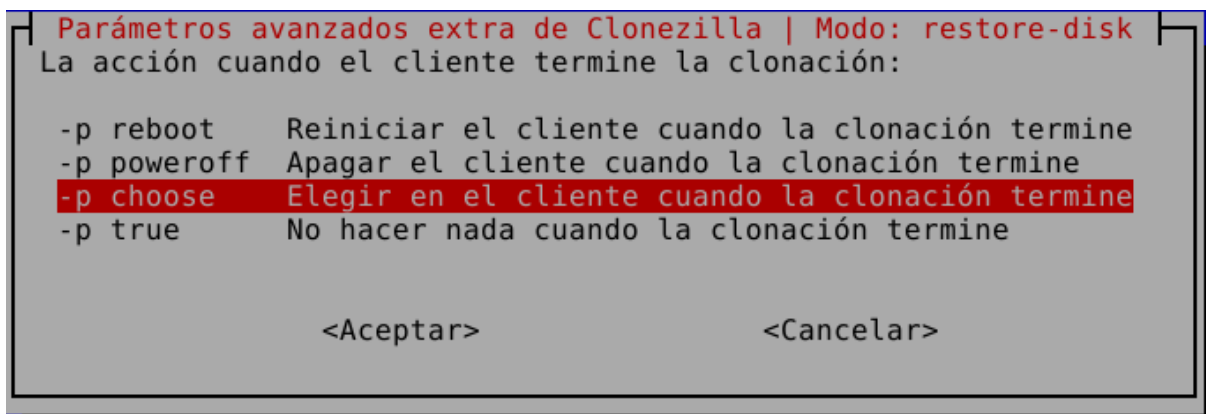 Parámetros avanzados extra de Clonezilla | Modo: restore-disk
La acción cuando el cliente termine la clonación:
-p reboot Reiniciar el cliente cuando la clonación termine
-p poweroff Apagar el cliente cuando la clonación termine
-p choose Elegir en el cliente cuando la clonación termine
-p true No hacer nada cuando la clonación termine
<Aceptar> <Cancelar>